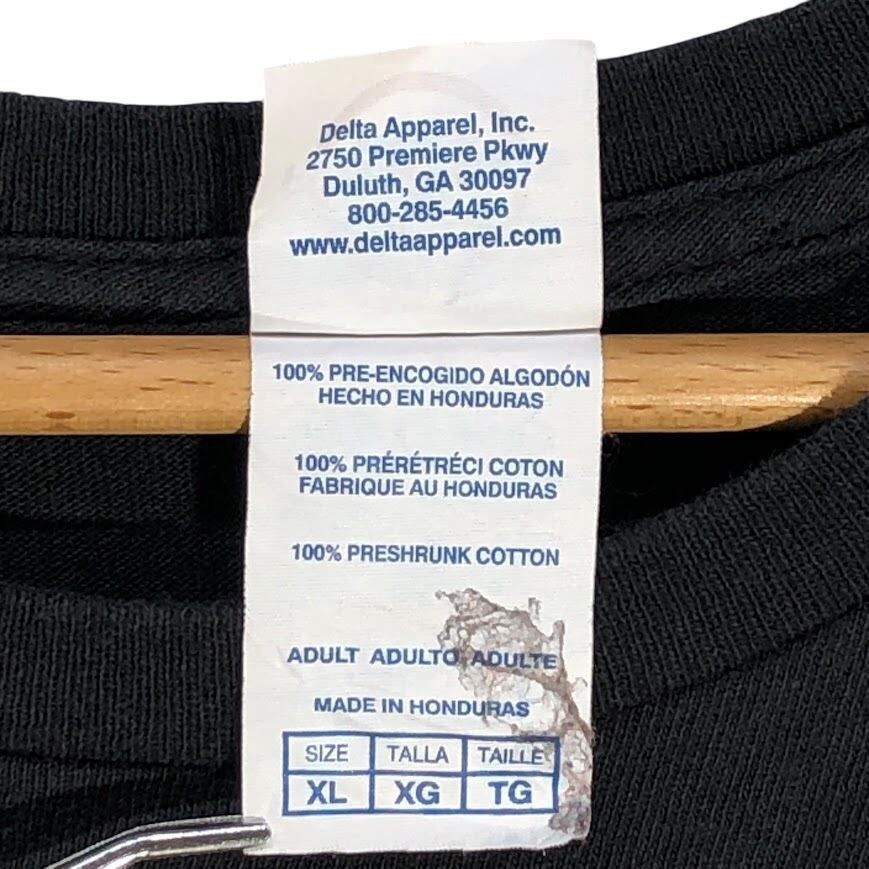 Delta Apparel, Inc.
2750 Premiere Pkwy
Duluth, GA 30097
800-285-4456
www.deltaapparel.com
100% PRE-ENCOGIDO ALGODÓN
HECHO EN HONDURAS
100% PRÉRÉTRÉCI COTON
FABRIQUE AU HONDURAS
100% PRESHRUNK COTTON
ADULT ADULTO ADULTE
MADE IN HONDURAS
SIZE TALLA TAILLE
XL XG TG